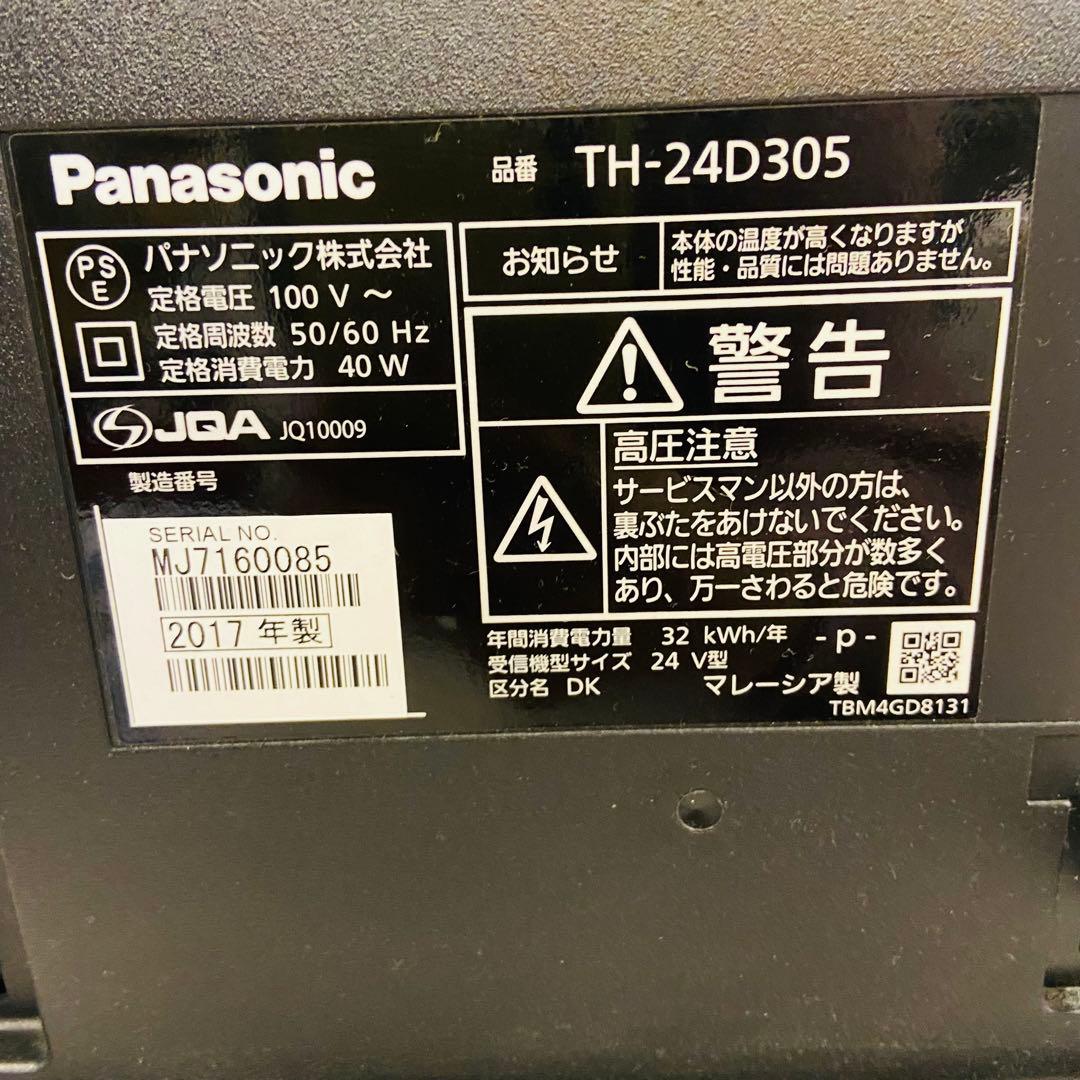 Panasonic
品番 TH-24D305
PSE
パナソニック株式会社
定格電圧 100 V ～
定格周波数 50/60 Hz
定格消費電力 40 W
JQA JQ10009
製造番号
SERIAL NO.
MJ7160085
2017 年製
お知らせ
本体の温度が高くなりますが
性能・品質には問題ありません。
警告
高圧注意
サービスマン以外の方は、
裏ぶたをあけないでください。
内部には高電圧部分が数多く
あり、万一さわると危険です。
年間消費電力量 32 kWh/年 - p -
受信機型サイズ 24 V型
区分名 DK マレーシア製
TBM4GD8131